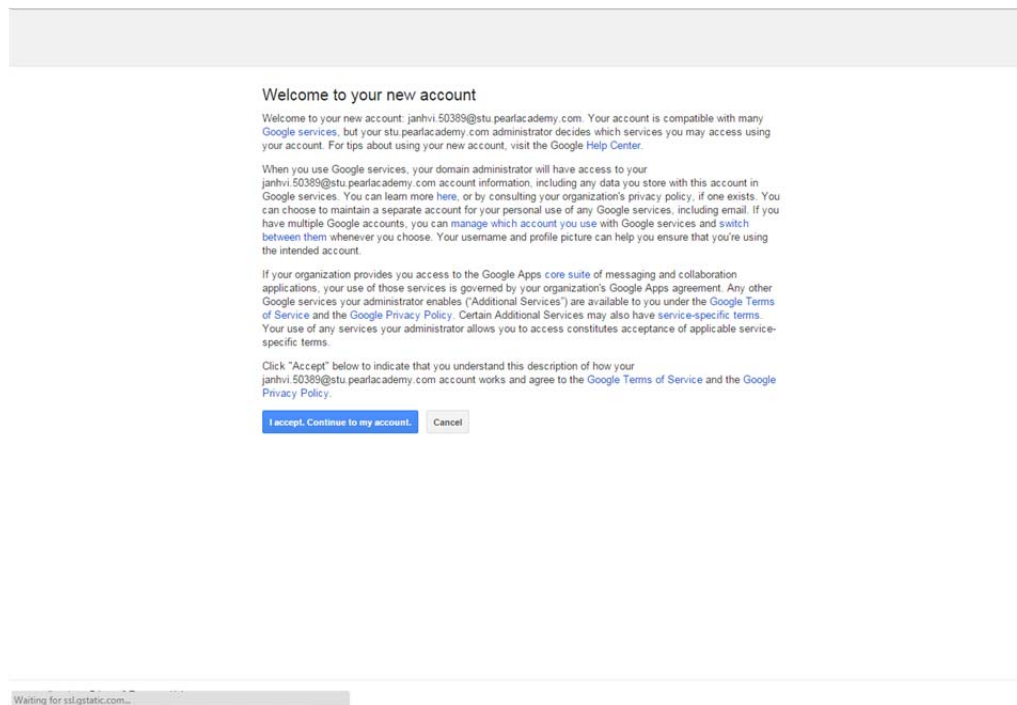 Welcome to your new account
Welcome to your new account: janhvi.50389@stu.pearlacademy.com. Your account is compatible with many
Google services, but your stu.pearlacademy.com administrator decides which services you may access using
your account. For tips about using your new account, visit the Google Help Center.
When you use Google services, your domain administrator will have access to your
janhvi.50389@stu.pearlacademy.com account information, including any data you store with this account in
Google services. You can learn more here, or by consulting your organization's privacy policy, if one exists. You
can choose to maintain a separate account for your personal use of any Google services, including email. If you
have multiple Google accounts, you can manage which account you use with Google services and switch
between them whenever you choose. Your username and profile picture can help you ensure that you're using
the intended account.
If your organization provides you access to the Google Apps core suite of messaging and collaboration
applications, your use of those services is governed by your organization's Google Apps agreement. Any other
Google services your administrator enables ("Additional Services") are available to you under the Google Terms
of Service and the Google Privacy Policy. Certain Additional Services may also have service-specific terms.
Your use of any services your administrator allows you to access constitutes acceptance of applicable service-
specific terms.
Click "Accept" below to indicate that you understand this description of how your
janhvi.50389@stu.pearlacademy.com account works and agree to the Google Terms of Service and the Google
Privacy Policy.
I accept. Continue to my account. Cancel
Waiting for ssl.gstatic.com...